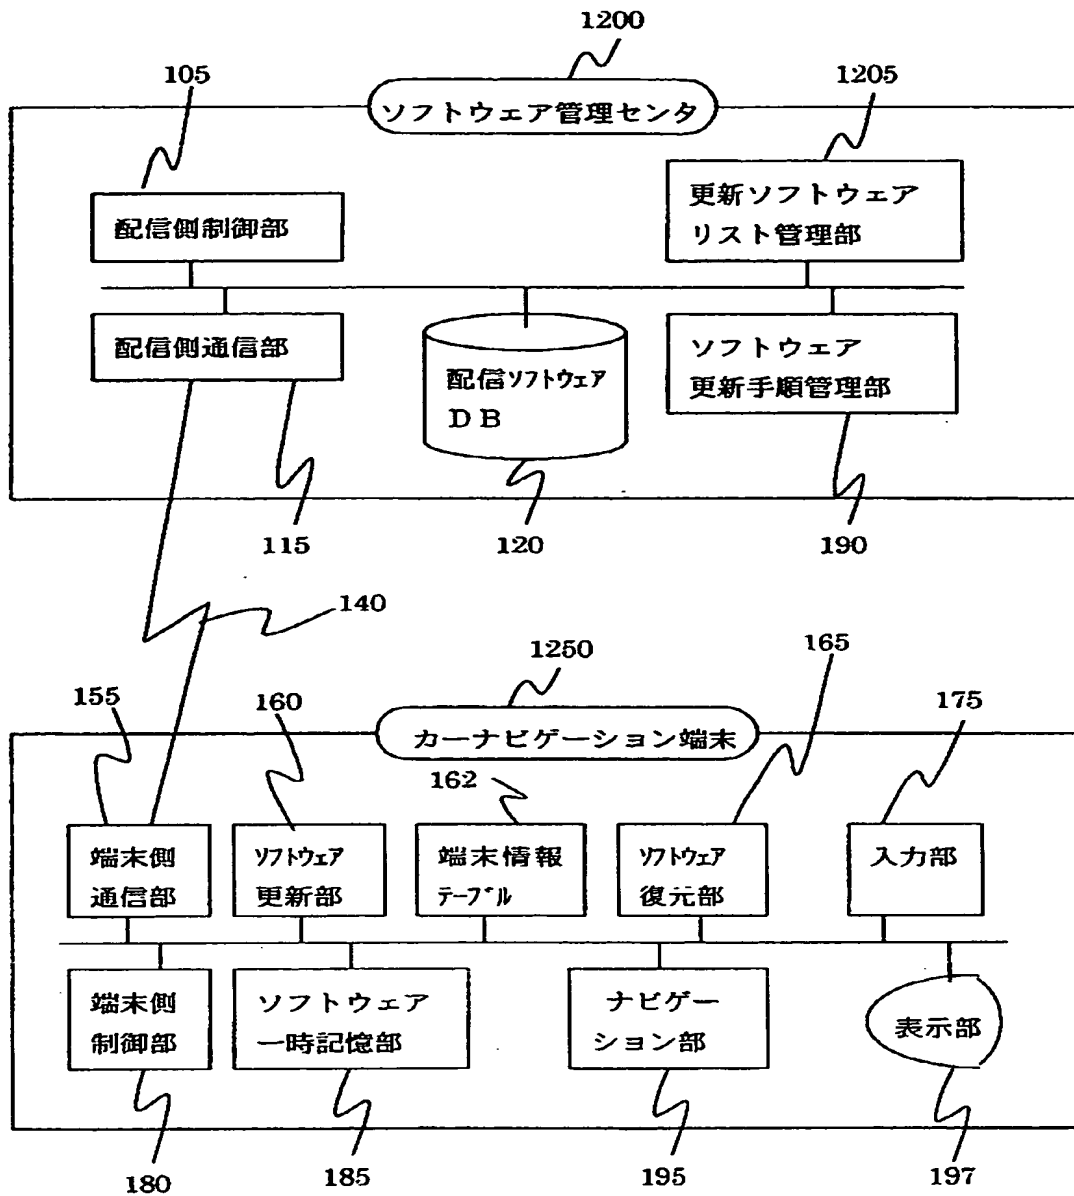 1200
105
1205
ソフトウェア管理センタ
配信側制御部
更新ソフトウェア
リスト管理部
配信側通信部
配信ソフトウェア
DB
ソフトウェア
更新手順管理部
115
120
190
140
1250
165
155
160
175
カーナビゲーション端末
162
端末側
通信部
ソフトウェア
更新部
端末情報
テーブル
ソフトウェア
復元部
入力部
端末側
制御部
ソフトウェア
一時記憶部
ナビゲー
ション部
表示部
180
185
195
197